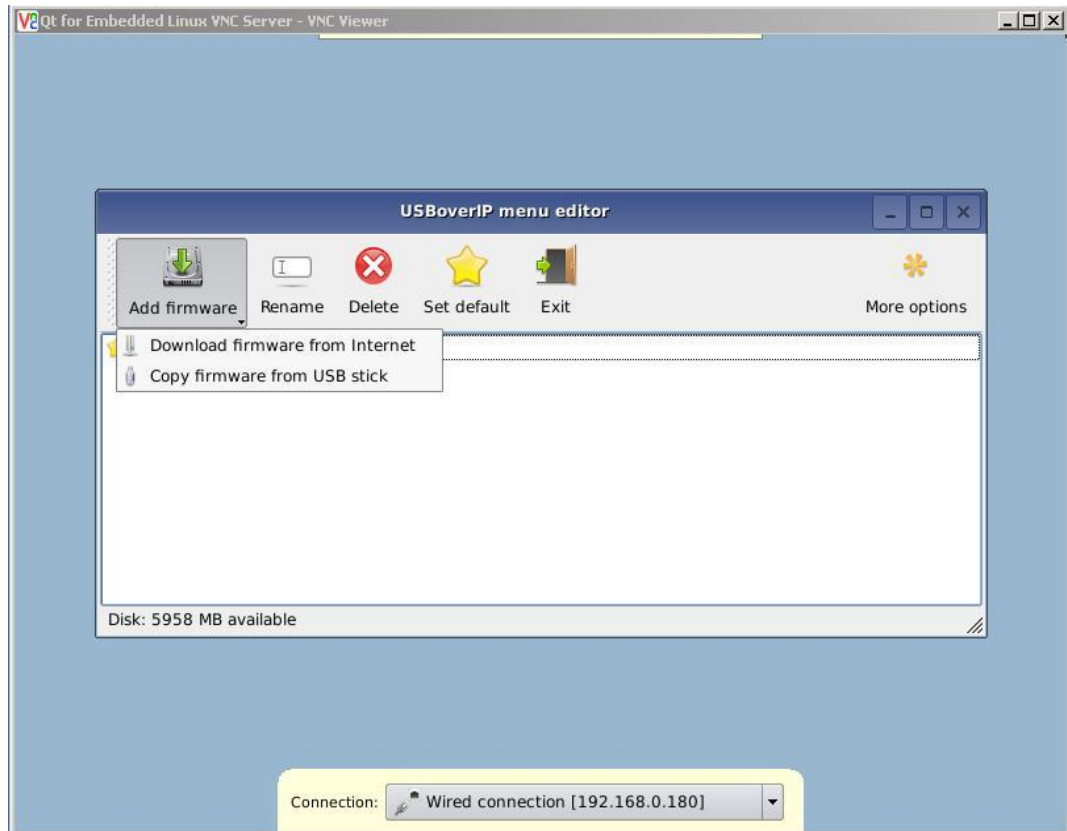 Qt for Embedded Linux VNC Server - VNC Viewer
USBoverIP menu editor
Add firmware Rename Delete Set default Exit More options
Download firmware from Internet
Copy firmware from USB stick
Disk: 5958 MB available
Connection: Wired connection [192.168.0.180]